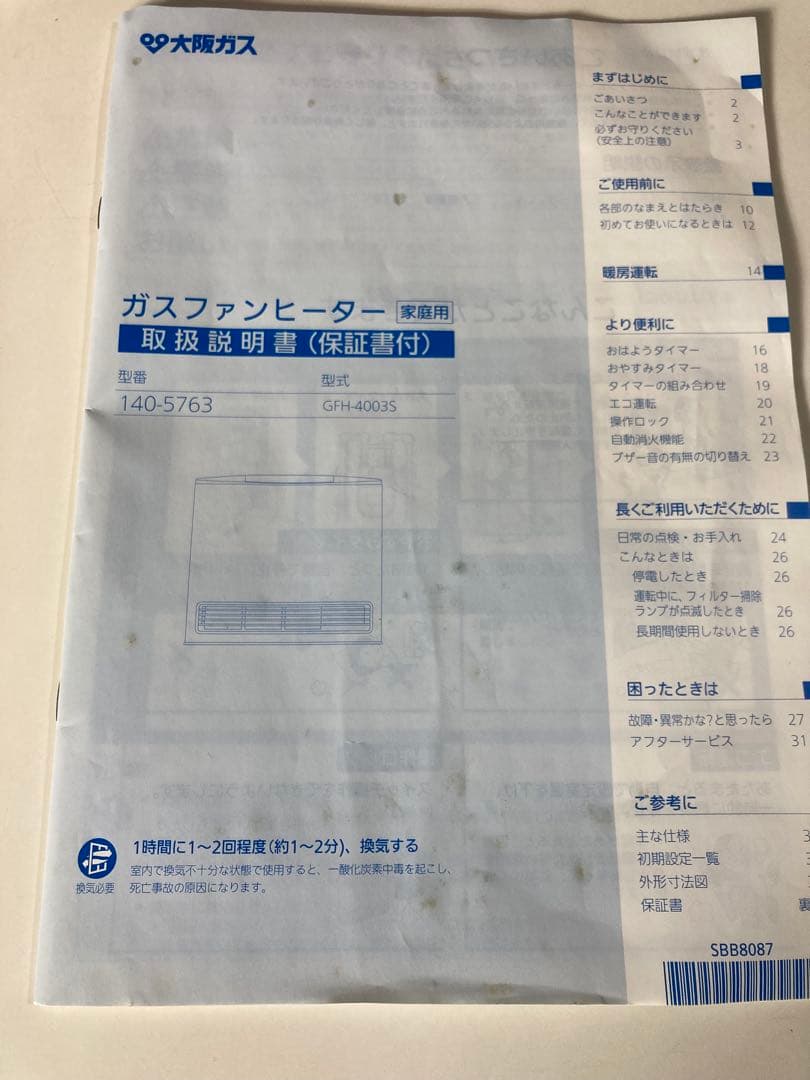 大阪ガス
ガスファンヒーター 家庭用
取扱説明書(保証書付)
型番 型式
140-5763 GFH-4003S
換気必要
1時間に1〜2回程度(約1〜2分)、換気する
室内で換気不十分な状態で使用すると、一酸化炭素中毒を起こし、
死亡事故の原因になります。
まずはじめに
ごあいさつ 2
こんなことができます 2
必ずお守りください
(安全上の注意) 3
ご使用前に
各部のなまえとはたらき 10
初めてお使いになるときは 12
暖房運転 14
より便利に
おはようタイマー 16
おやすみタイマー 18
タイマーの組み合わせ 19
エコ運転 20
操作ロック 21
自動消火機能 22
ブザー音の有無の切り替え 23
長くご利用いただくために
日常の点検・お手入れ 24
こんなときは 26
停電したとき 26
運転中に、フィルター掃除
ランプが点滅したとき 26
長期間使用しないとき 26
困ったときは
故障・異常かな?と思ったら 27
アフターサービス 31
ご参考に
主な仕様
初期設定一覧
外形寸法図
保証書 裏
SBB8087